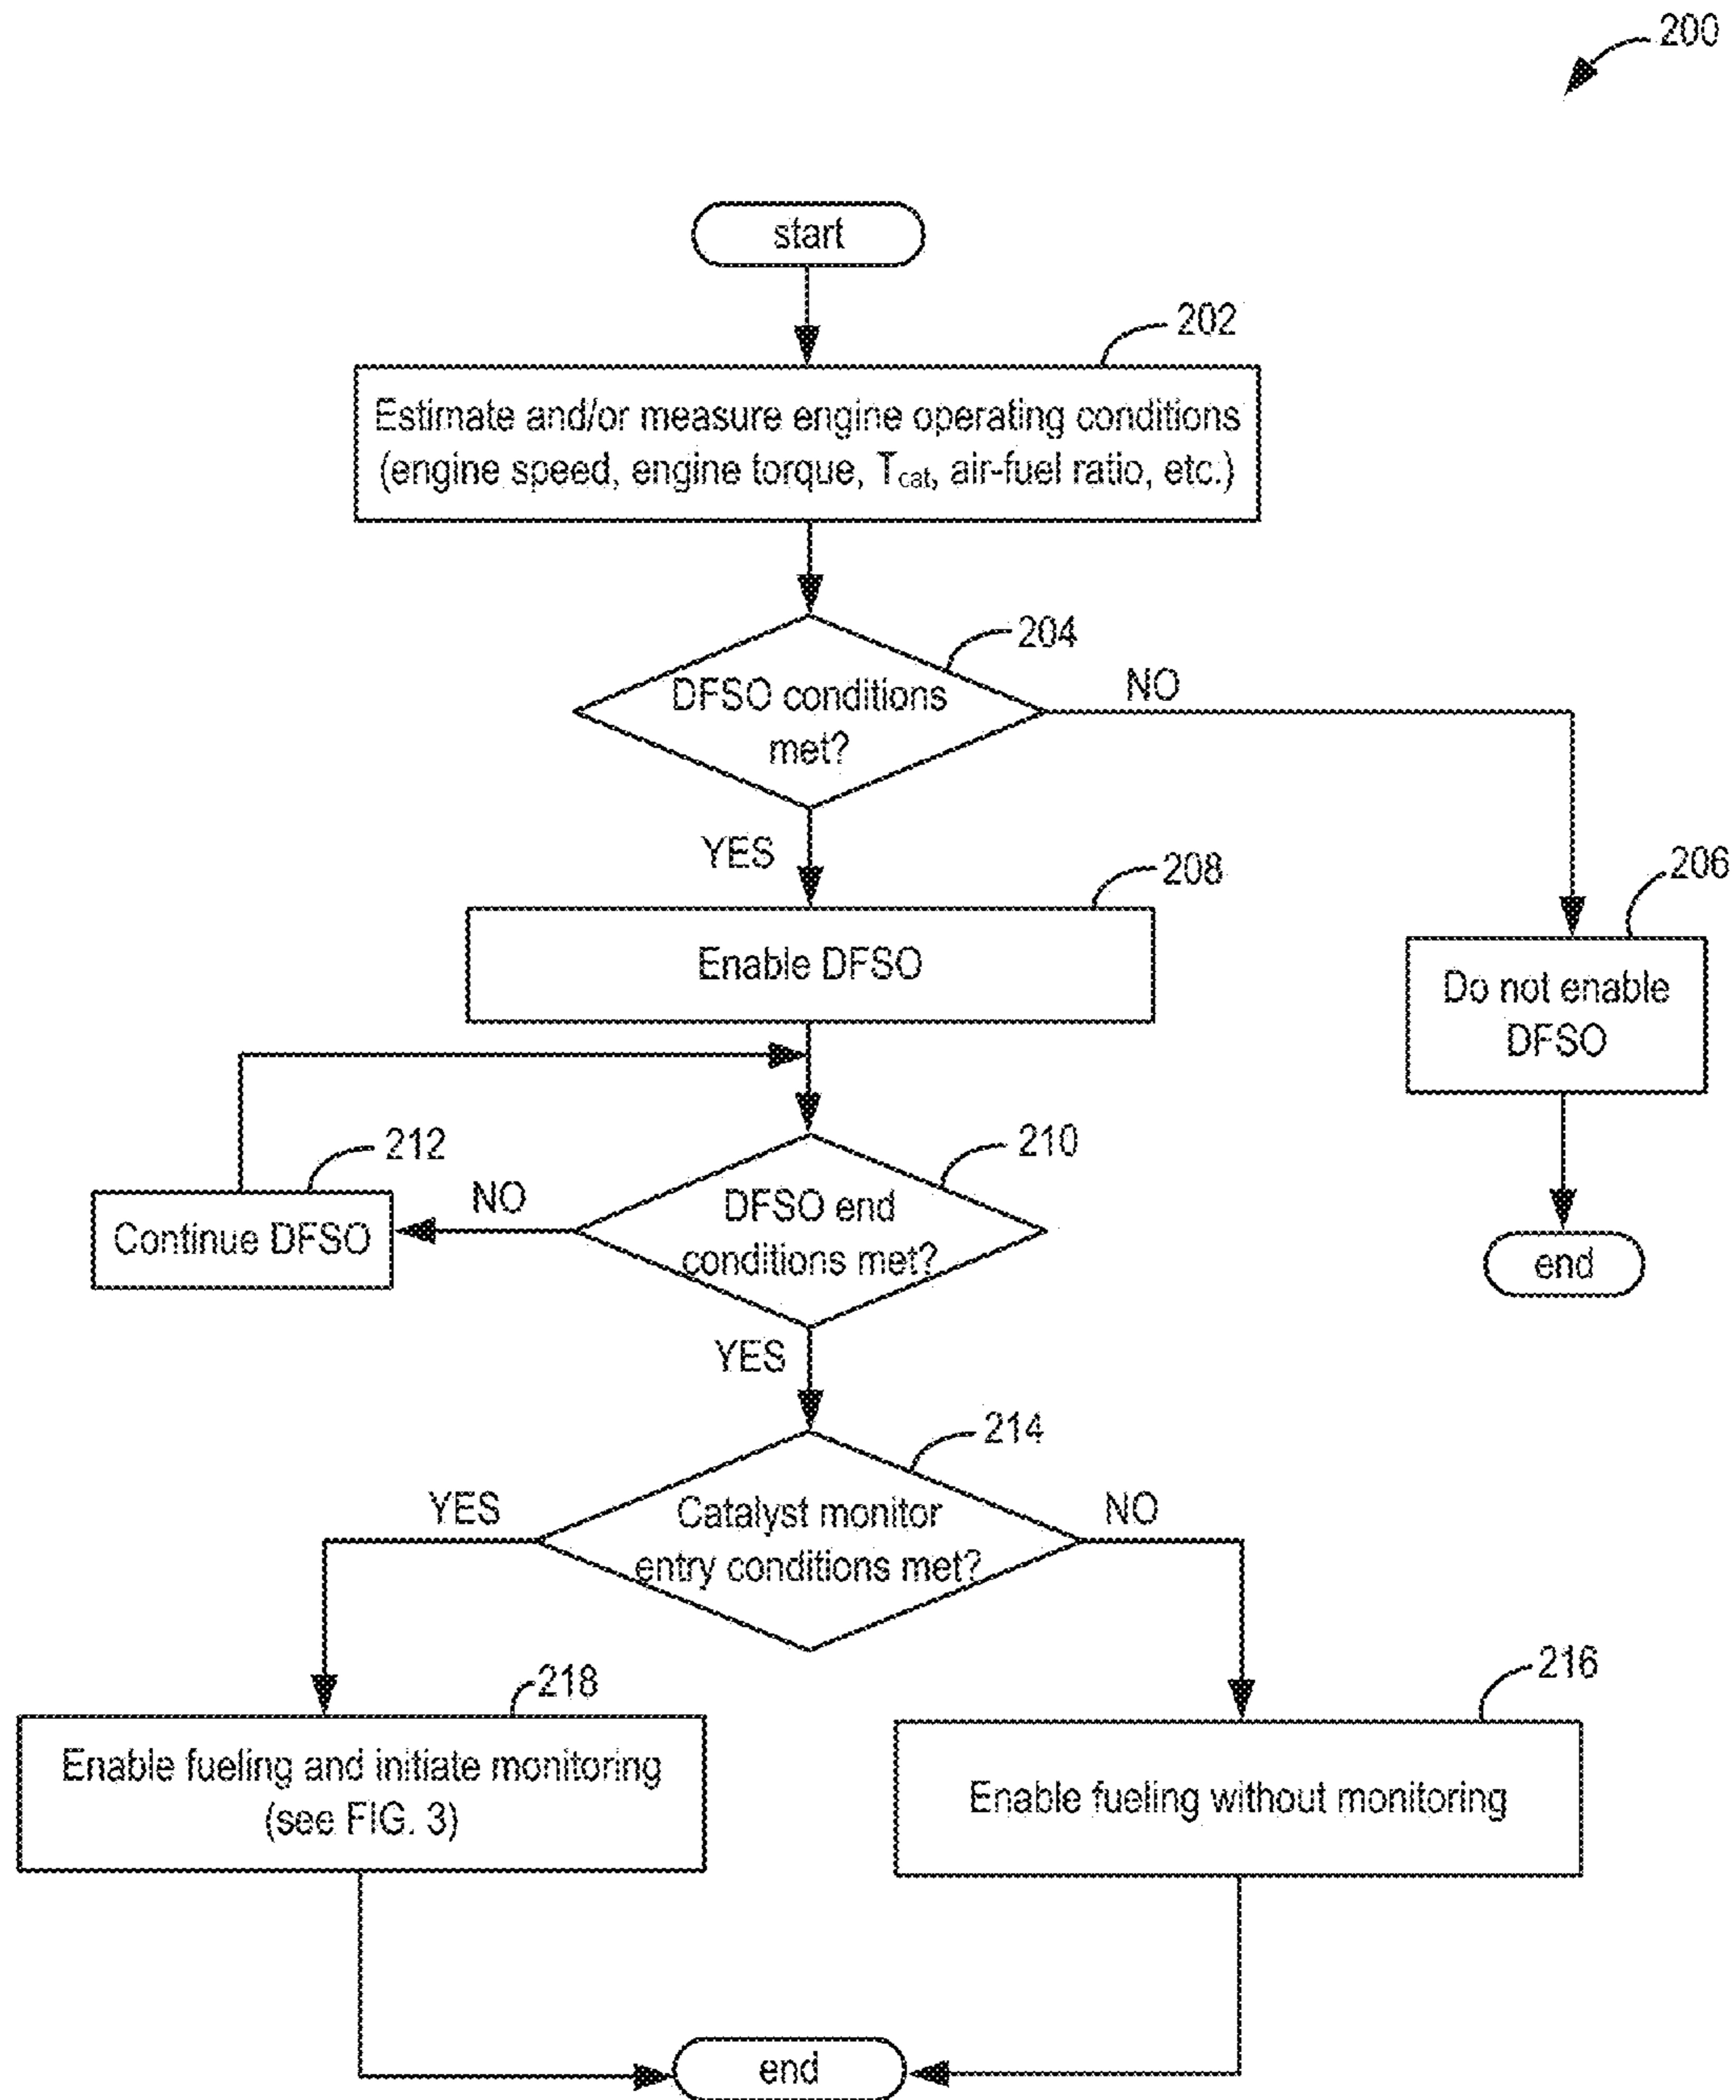 200
start
202
Estimate and/or measure engine operating conditions
(engine speed, engine torque, Tcat, air-fuel ratio, etc.)
204
DFSO conditions
met?
NO
YES
208
206
Enable DFSO
Do not enable
DFSO
212
210
NO
DFSO end
conditions met?
Continue DFSO
end
YES
214
YES
Catalyst monitor
entry conditions met?
NO
218
216
Enable fueling and initiate monitoring
(see FIG. 3)
Enable fueling without monitoring
end